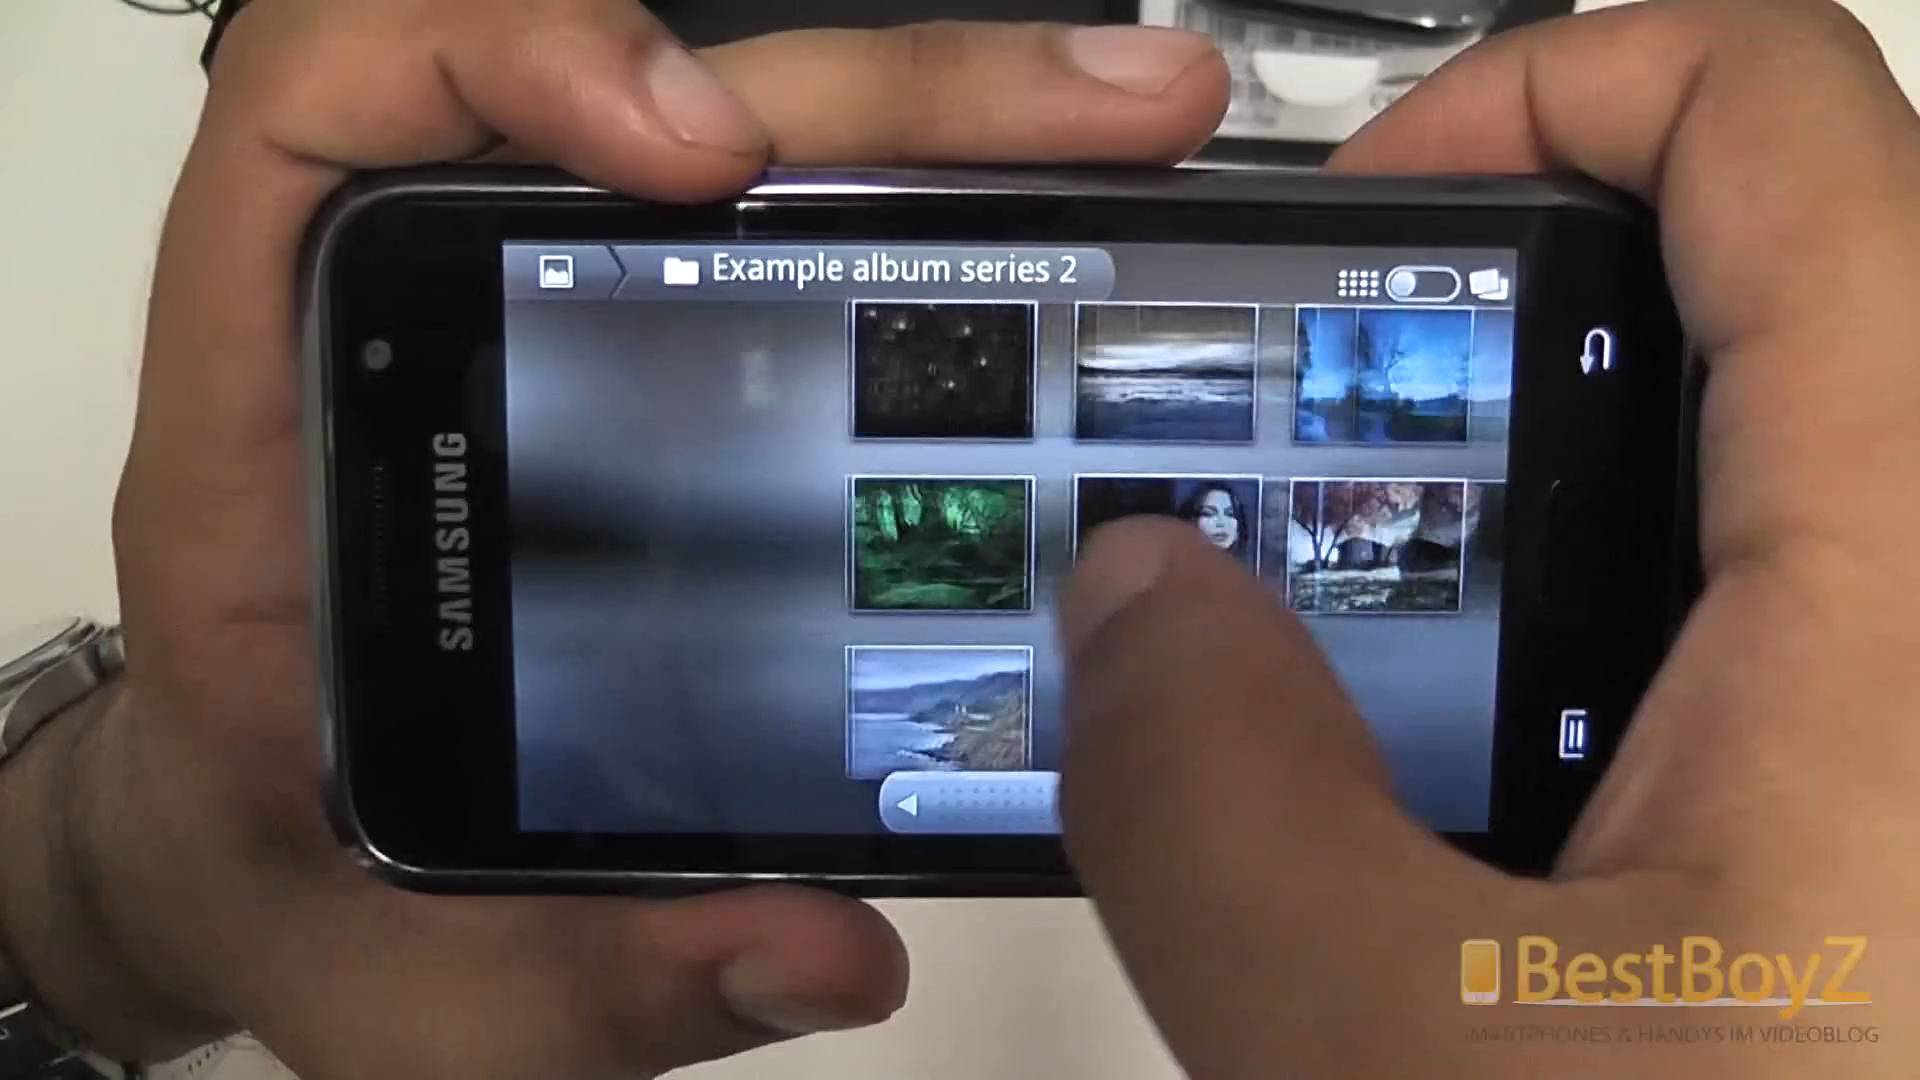 Example album series 2
SAMSUNG
BestBoyZ
SMARTPHONES & HANDYS IM VIDEOBLOG